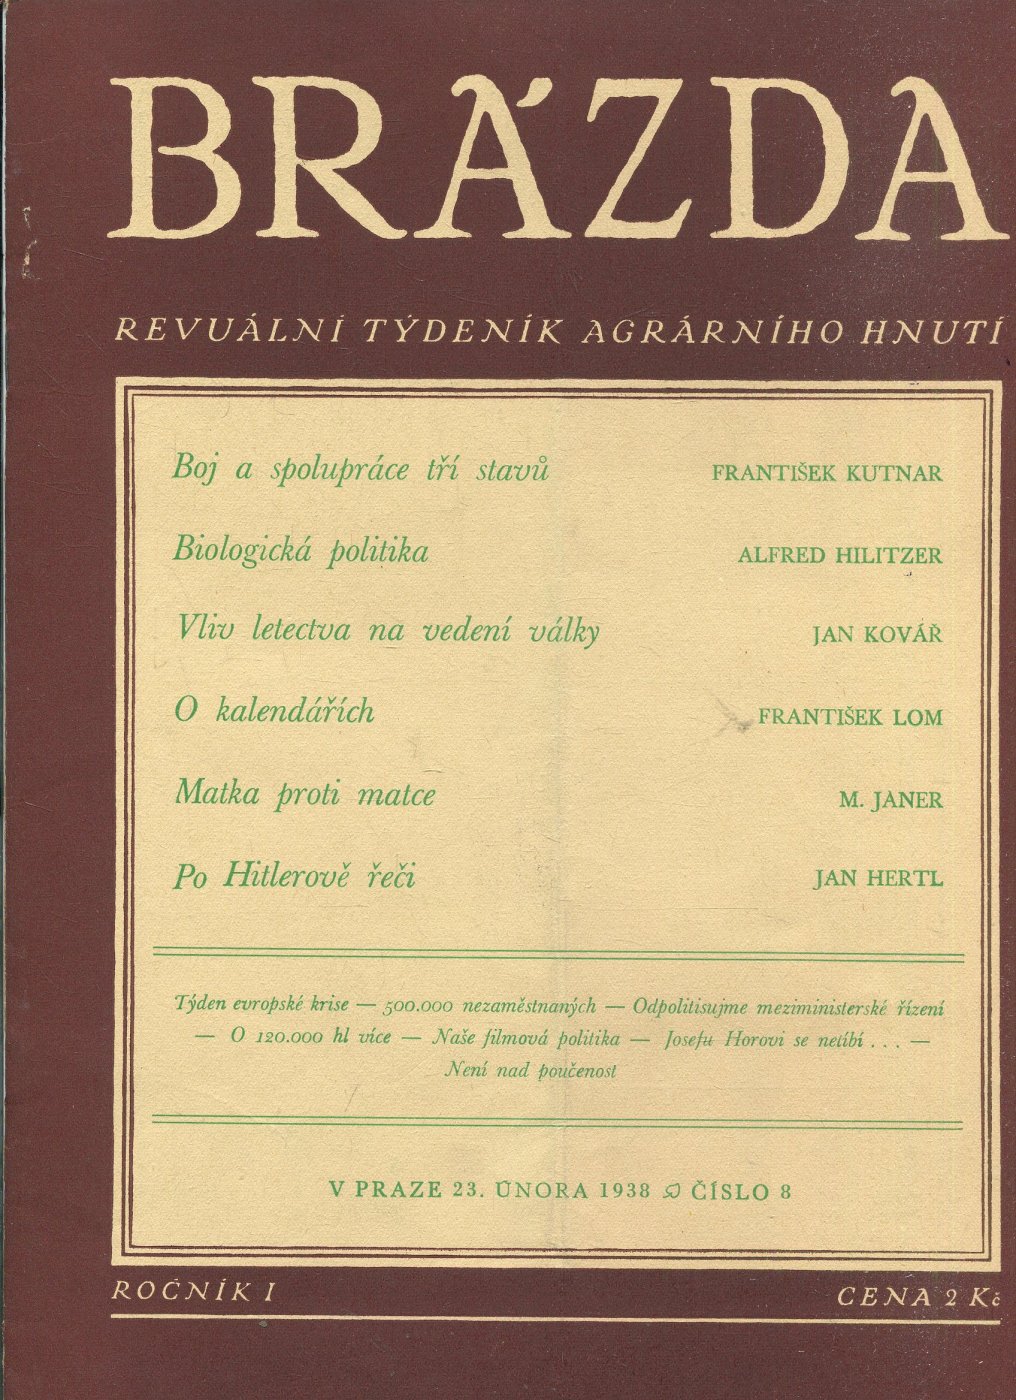 BRÁZDA
REVUÁLNÍ TÝDENÍK AGRÁRNÍHO HNUTÍ
Boj a spolupráce tří stavů FRANTIŠEK KUTNAR
Biologická politika ALFRED HILITZER
Vliv letectva na vedení války JAN KOVÁŘ
O kalendářích FRANTIŠEK LOM
Matka proti matce M. JANER
Po Hitlerově řeči JAN HERTL
Týden evropské krise — 500.000 nezaměstnaných — Odpolitisujme meziministerské řízení
— O 120.000 hl více — Naše filmová politika — Josefu Horovi se nelíbí . . . —
Není nad poučenost
V PRAZE 23. ÚNORA 1938 ČÍSLO 8
ROČNÍK I
CENA 2 Kč